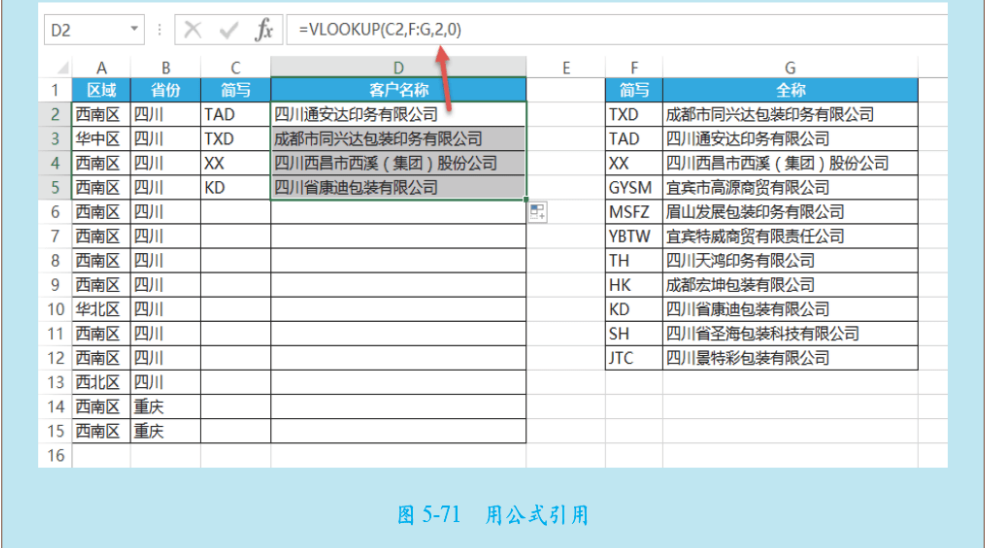 D2 fx =VLOOKUP(C2,F:G,2,0)
A B C D E F G
1 区域 省份 简写 客户名称 简写 全称
2 西南区 四川 TAD 四川通安达印务有限公司 TXD 成都市同兴达包装印务有限公司
3 华中区 四川 TXD 成都市同兴达包装印务有限公司 TAD 四川通安达印务有限公司
4 西南区 四川 XX 四川西昌市西溪（集团）股份公司 XX 四川西昌市西溪（集团）股份公司
5 西南区 四川 KD 四川省康迪包装有限公司 GYSM 宜宾市高源商贸有限公司
6 西南区 四川 MSFZ 眉山发展包装印务有限公司
7 西南区 四川 YBTW 宜宾特威商贸有限责任公司
8 西南区 四川 TH 四川天鸿印务有限公司
9 西南区 四川 HK 成都宏坤包装有限公司
10 华北区 四川 KD 四川省康迪包装有限公司
11 西南区 四川 SH 四川省圣海包装科技有限公司
12 西南区 四川 JTC 四川景特彩包装有限公司
13 西北区 四川
14 西南区 重庆
15 西南区 重庆
16
图 5-71 用公式引用